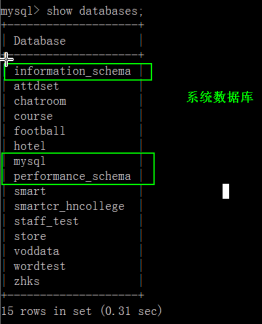 mysql> show databases;
+--------------------+
| Database           |
+--------------------+
| information_schema |
| attdset            |
| chatroom           |
| course             |
| football           |
| hotel              |
| mysql              |
| performance_schema |
| smart              |
| smartcr_hncollege  |
| staff_test         |
| store              |
| voddata            |
| wordtest           |
| zhks               |
+--------------------+
15 rows in set (0.31 sec)
系统数据库